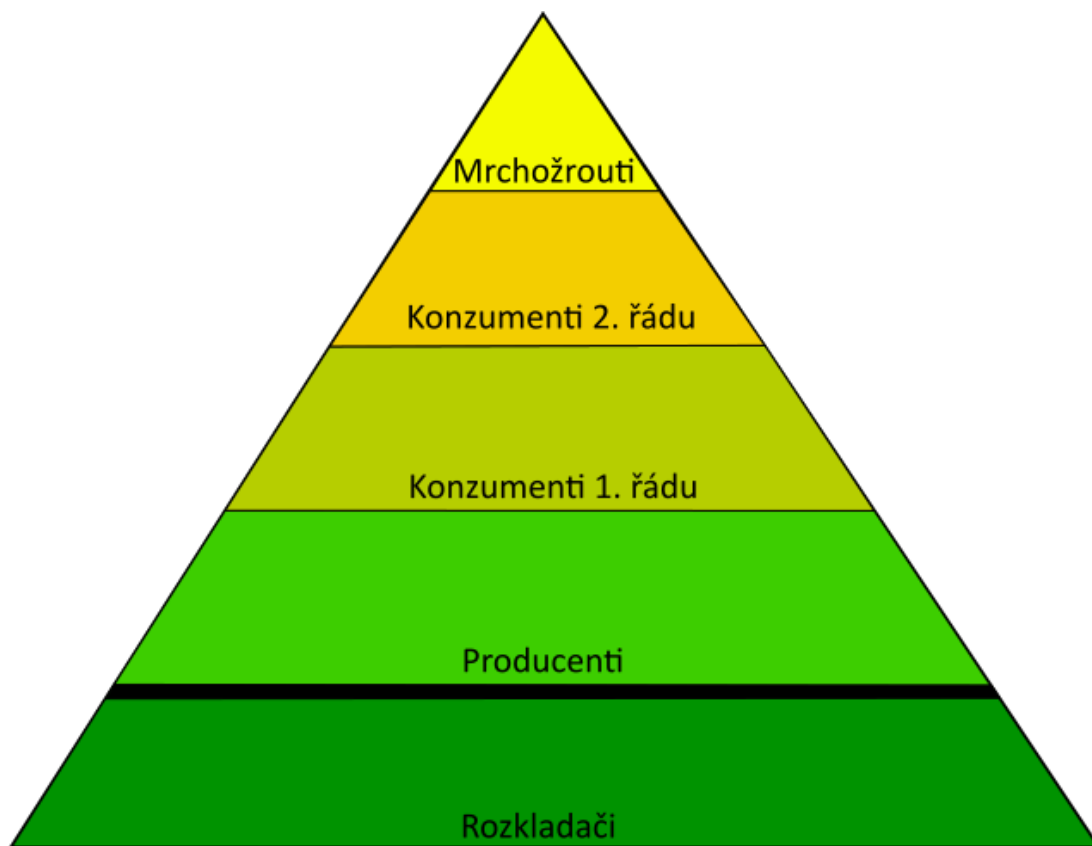 Mrchožrouti
Konzumenti 2. řádu
Konzumenti 1. řádu
Producenti
Rozkladači